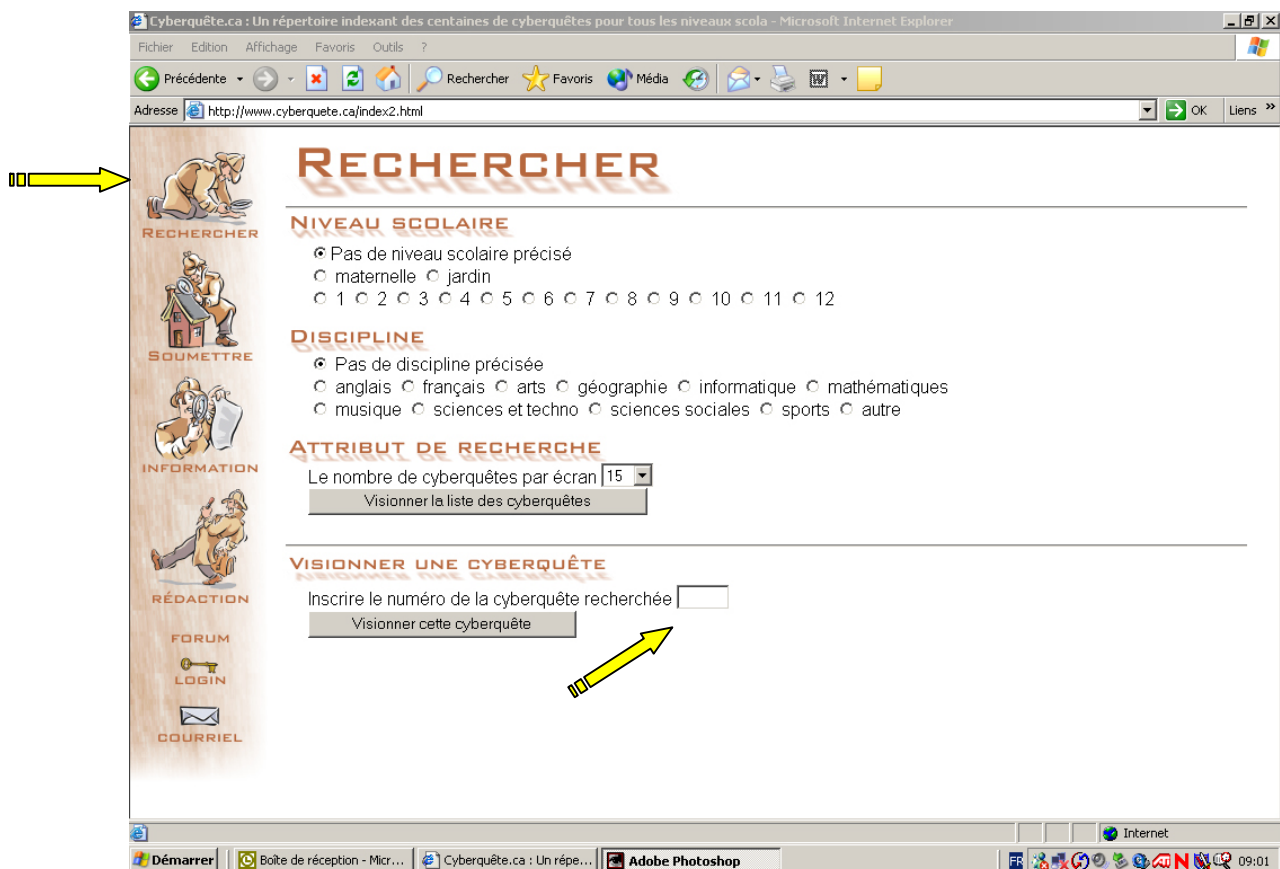 Cyberquête.ca : Un répertoire indexant des centaines de cyberquêtes pour tous les niveaux scola - Microsoft Internet Explorer
Fichier Edition Affichage Favoris Outils ?
Précédente Rechercher Favoris Média
Adresse http://www.cyberquete.ca/index2.html OK Liens »
RECHERCHER
RECHERCHER
SOUMETTRE
INFORMATION
RÉDACTION
FORUM
LOGIN
COURRIEL
NIVEAU SCOLAIRE
Pas de niveau scolaire précisé
maternelle jardin
1 2 3 4 5 6 7 8 9 10 11 12
DISCIPLINE
Pas de discipline précisée
anglais français arts géographie informatique mathématiques
musique sciences et techno sciences sociales sports autre
ATTRIBUT DE RECHERCHE
Le nombre de cyberquêtes par écran 15
Visionner la liste des cyberquêtes
VISIONNER UNE CYBERQUÊTE
Inscrire le numéro de la cyberquête recherchée
Visionner cette cyberquête
Internet
Démarrer Boîte de réception - Micr... Cyberquête.ca : Un répe... Adobe Photoshop FR 09:01